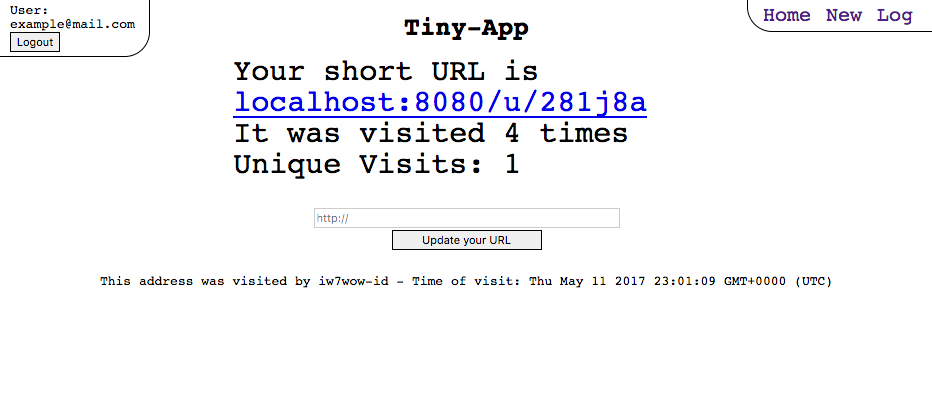 User:
example@mail.com
Logout
Tiny-App
Home New Log
Your short URL is
localhost:8080/u/281j8a
It was visited 4 times
Unique Visits: 1
http://
Update your URL
This address was visited by iw7wow-id - Time of visit: Thu May 11 2017 23:01:09 GMT+0000 (UTC)